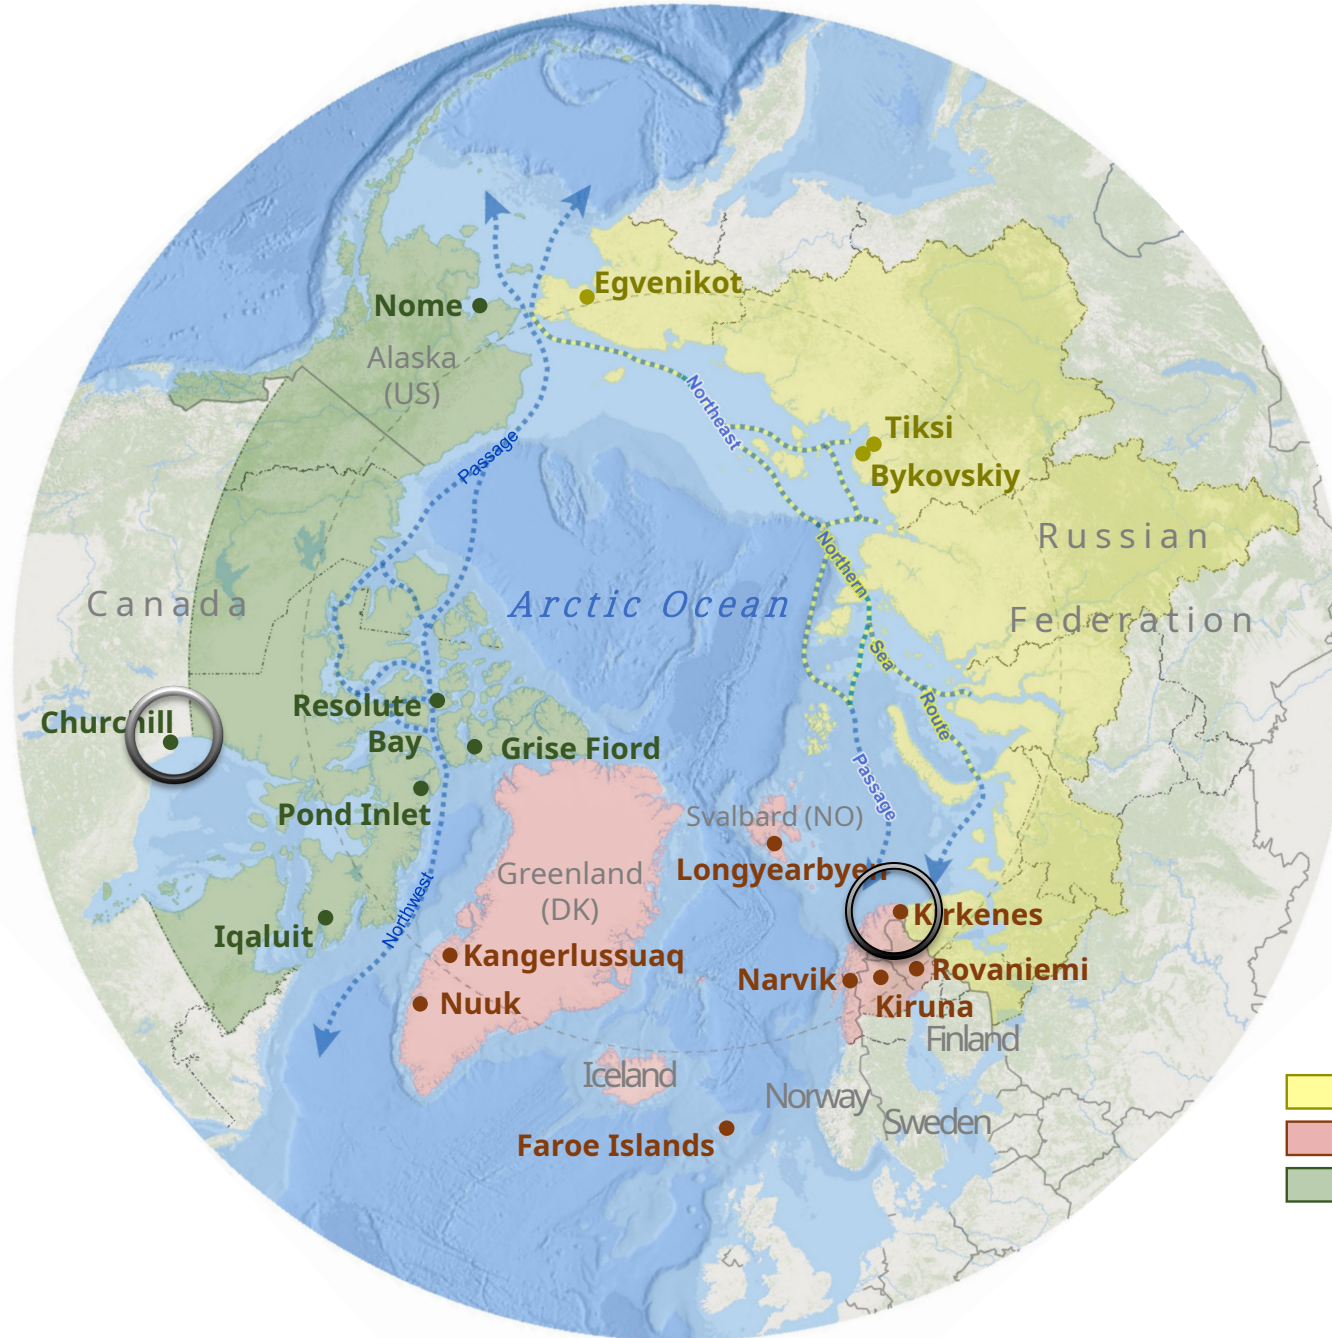 Egvenikot
Nome
Alaska
(US)
Northeast
Tiksi
Passage
Bykovskiy
Russian
Northern
Canada
Arctic Ocean
Federation
Sea
Resolute
Bay
Route
Churchill
Grise Fiord
Pond Inlet
Passage
Svalbard (NO)
Longyearbyen
Greenland
(DK)
Northwest
Kirkenes
Iqaluit
Kangerlussuaq
Rovaniemi
Narvik
Kiruna
Nuuk
Finland
Iceland
Norway
Sweden
Faroe Islands